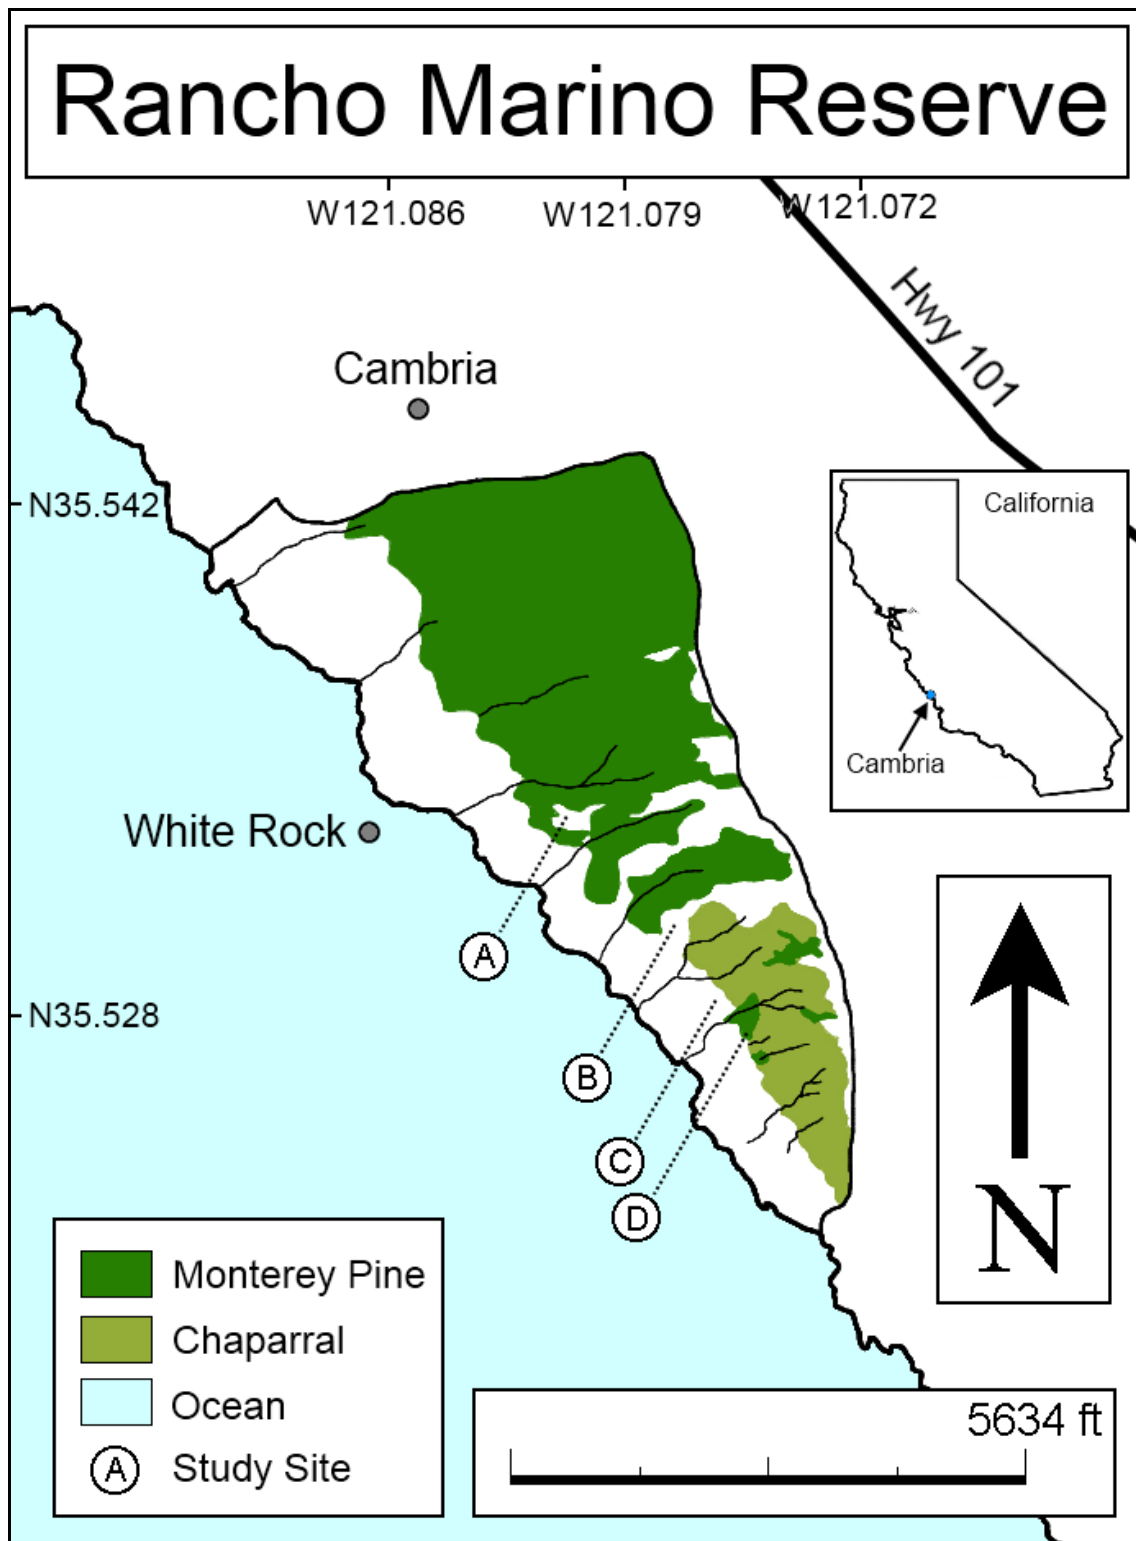 Rancho Marino Reserve
W121.086
W121.079
W121.072
Hwy 101
Cambria
N35.542
California
Cambria
White Rock
A
N35.528
B
C
D
N
Monterey Pine
Chaparral
Ocean
A Study Site
5634 ft